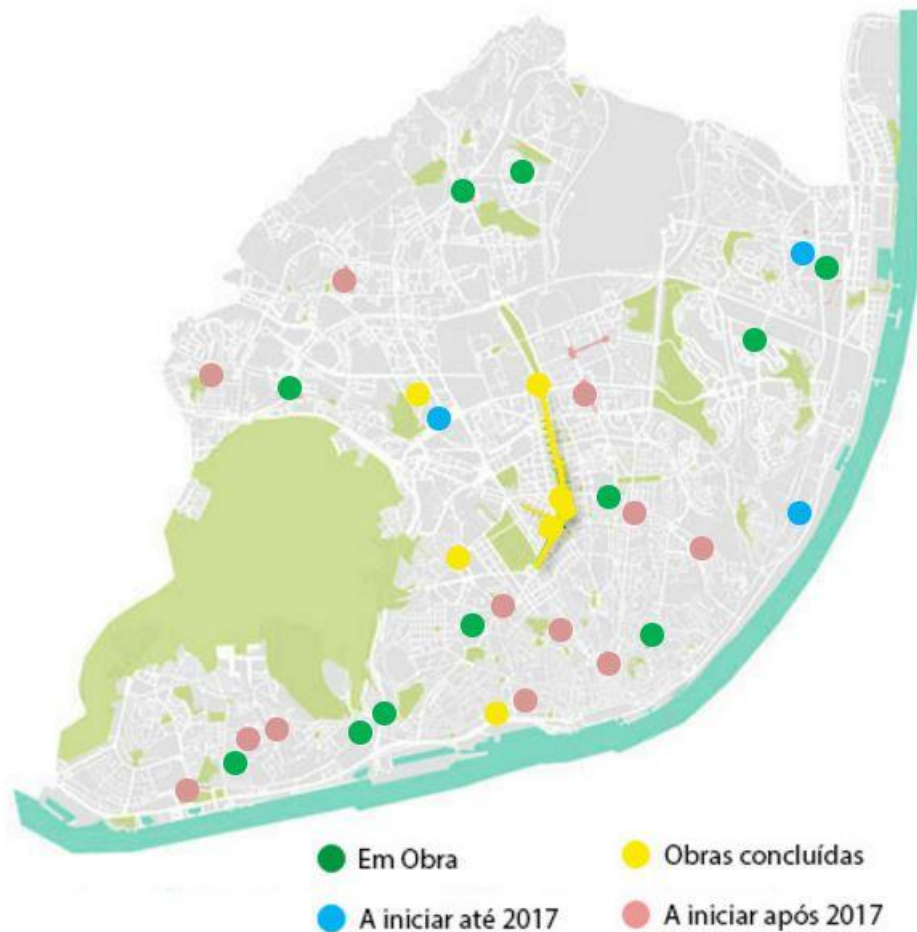 Em Obra
Obras concluídas
A iniciar até 2017
A iniciar após 2017